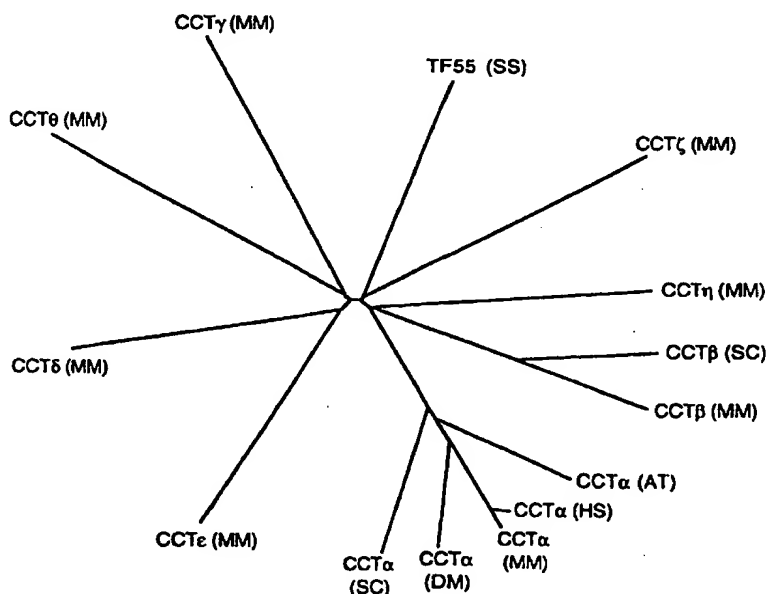 CCTγ (MM)
TF55 (SS)
CCTθ (MM)
CCTζ (MM)
CCTη (MM)
CCTβ (SC)
CCTδ (MM)
CCTβ (MM)
CCTα (AT)
CCTα (HS)
CCTε (MM)
CCTα
(MM)
CCTα
(DM)
CCTα
(SC)